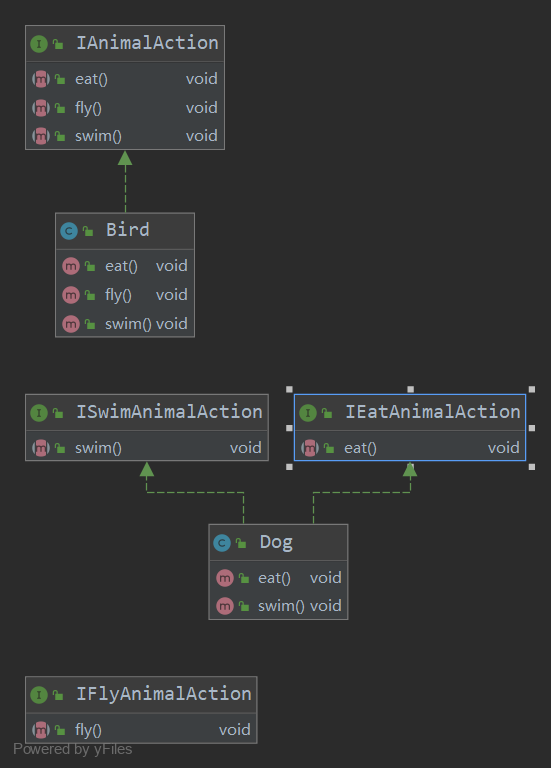 IAnimalAction
eat() void
fly() void
swim() void
Bird
eat() void
fly() void
swim() void
ISwimAnimalAction
swim() void
IEatAnimalAction
eat() void
Dog
eat() void
swim() void
IFlyAnimalAction
fly() void
Powered by yFiles